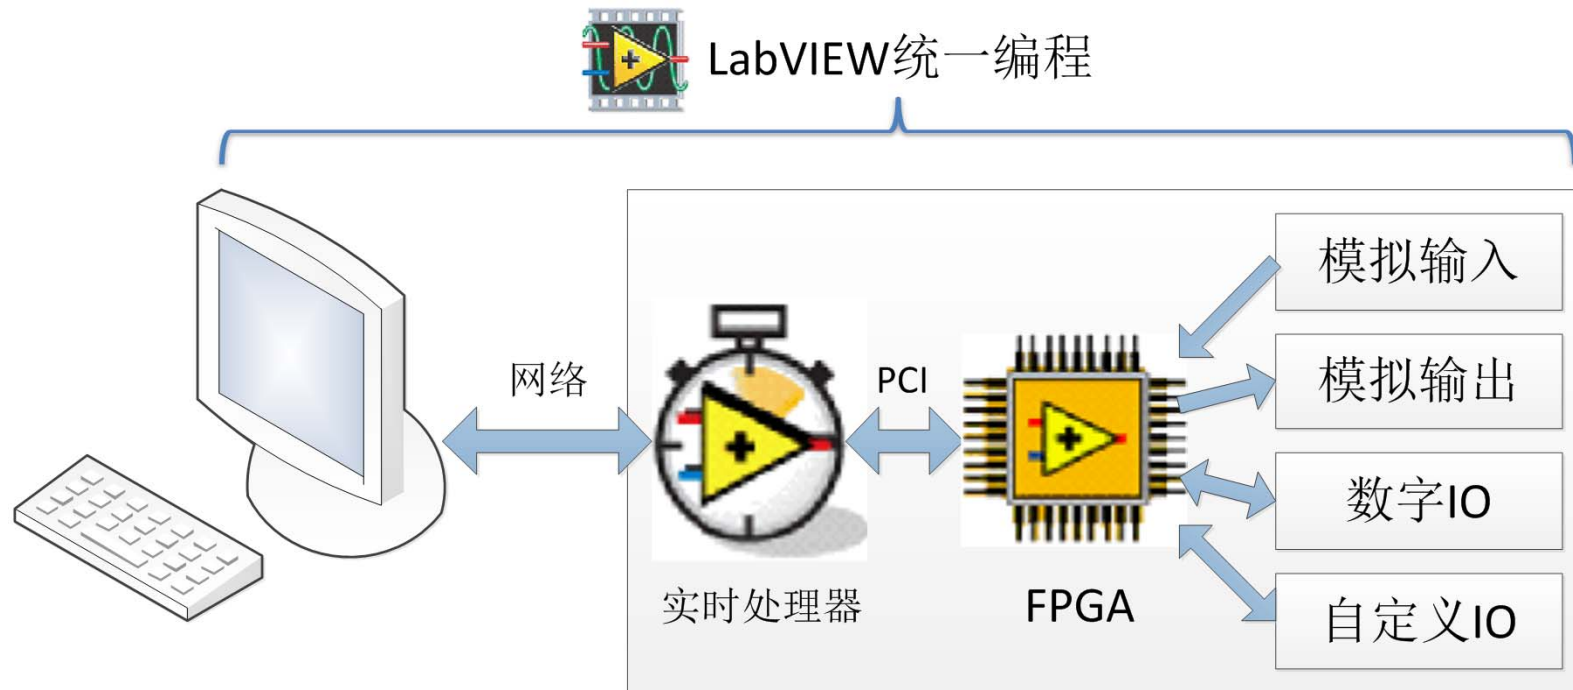 LabVIEW统一编程
网络
PCI
实时处理器
FPGA
模拟输入
模拟输出
数字IO
自定义IO